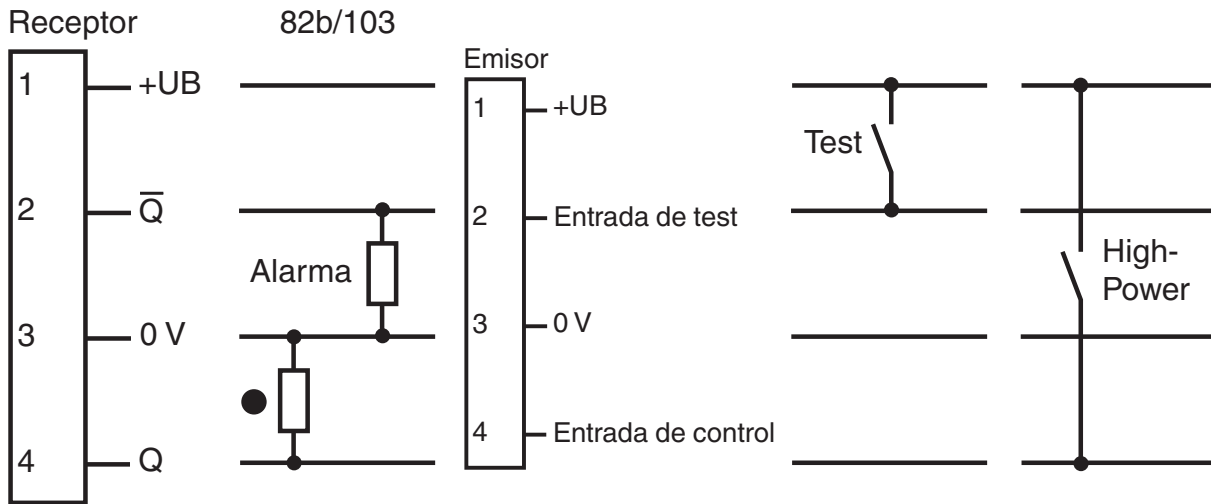 Receptor
82b/103
1
+UB
2
Q̅
3
0 V
4
Q
Alarma
Emisor
1
+UB
2
Entrada de test
3
0 V
4
Entrada de control
Test
High-
Power